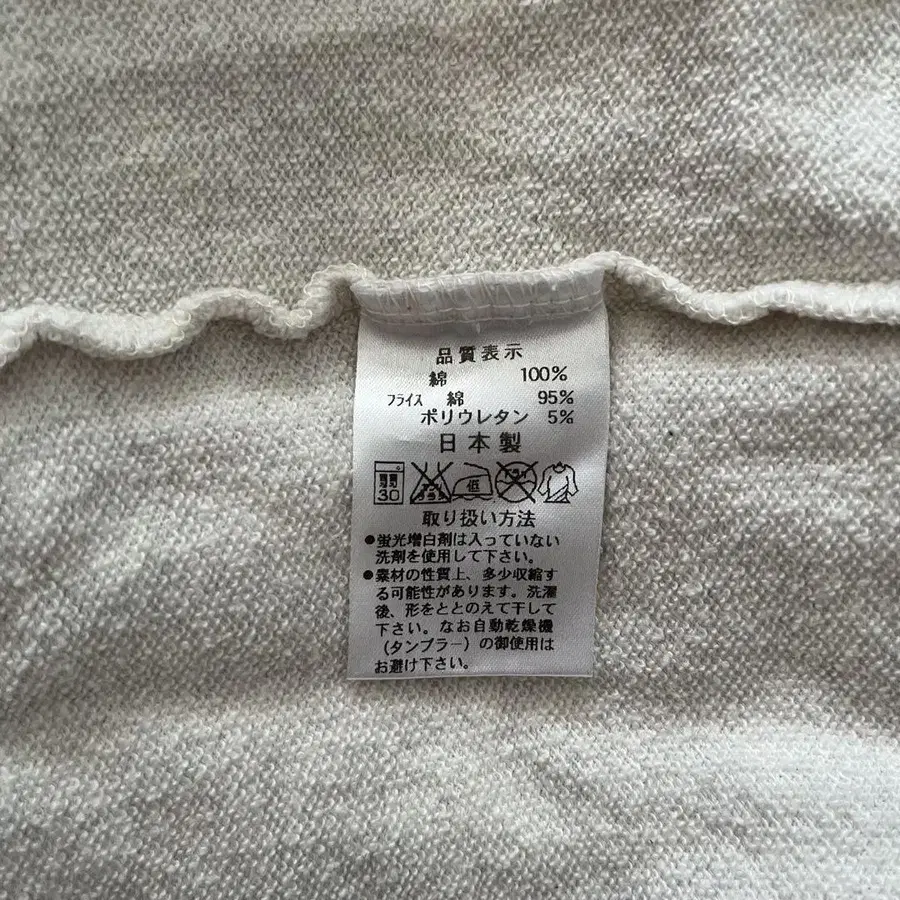 品質表示
綿 100%
フライス 綿 95%
ポリウレタン 5%
日本製
30 低
取り扱い方法
●蛍光増白剤は入っていない
洗剤を使用して下さい。
●素材の性質上、多少収縮す
る可能性があります。洗濯
後、形をととのえて干して
下さい。なお自動乾燥機
(タンブラー)の御使用は
お避け下さい。